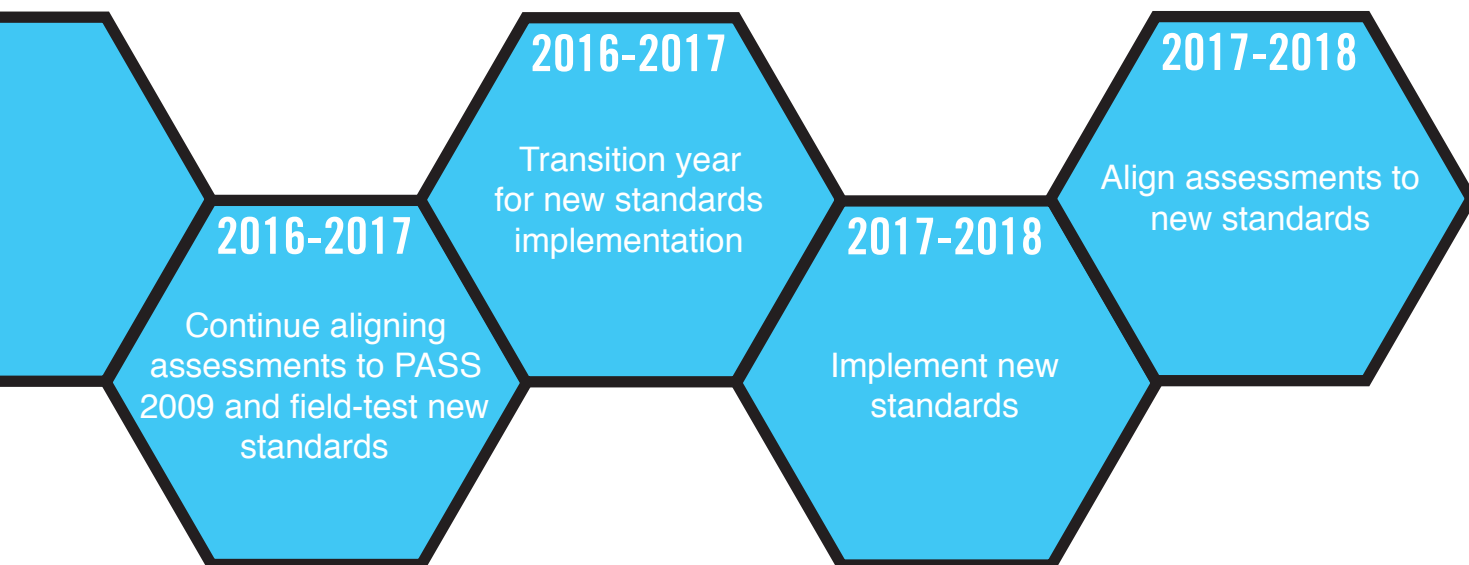 2016-2017
Continue aligning
assessments to PASS
2009 and field-test new
standards
2016-2017
Transition year
for new standards
implementation
2017-2018
Implement new
standards
2017-2018
Align assessments to
new standards